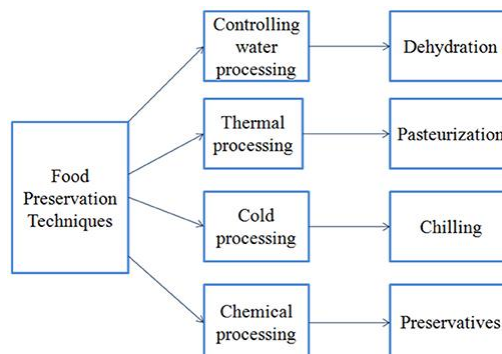 Food
Preservation
Techniques
Controlling
water
processing
Dehydration
Thermal
processing
Pasteurization
Cold
processing
Chilling
Chemical
processing
Preservatives